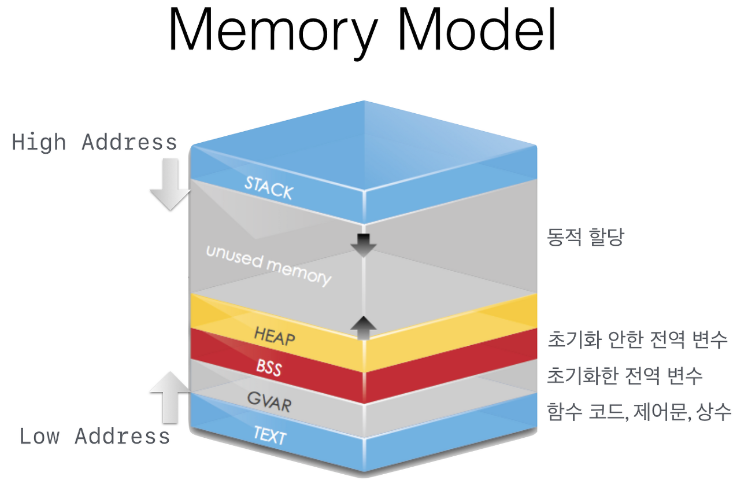 Memory Model
High Address
STACK
동적 할당
unused memory
HEAP
초기화 안한 전역 변수
BSS
초기화한 전역 변수
GVAR
함수 코드, 제어문, 상수
Low Address
TEXT